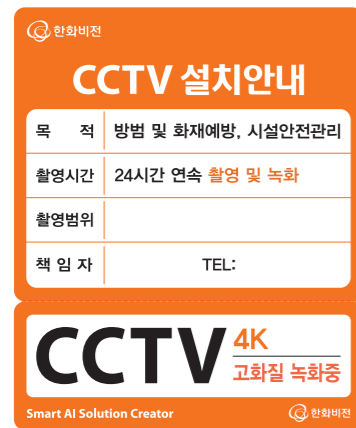 한화비전
CCTV 설치안내
목 적 방범 및 화재예방, 시설안전관리
촬영시간 24시간 연속 촬영 및 녹화
촬영범위
책 임 자 TEL:
CCTV 4K
고화질 녹화중
Smart AI Solution Creator 한화비전